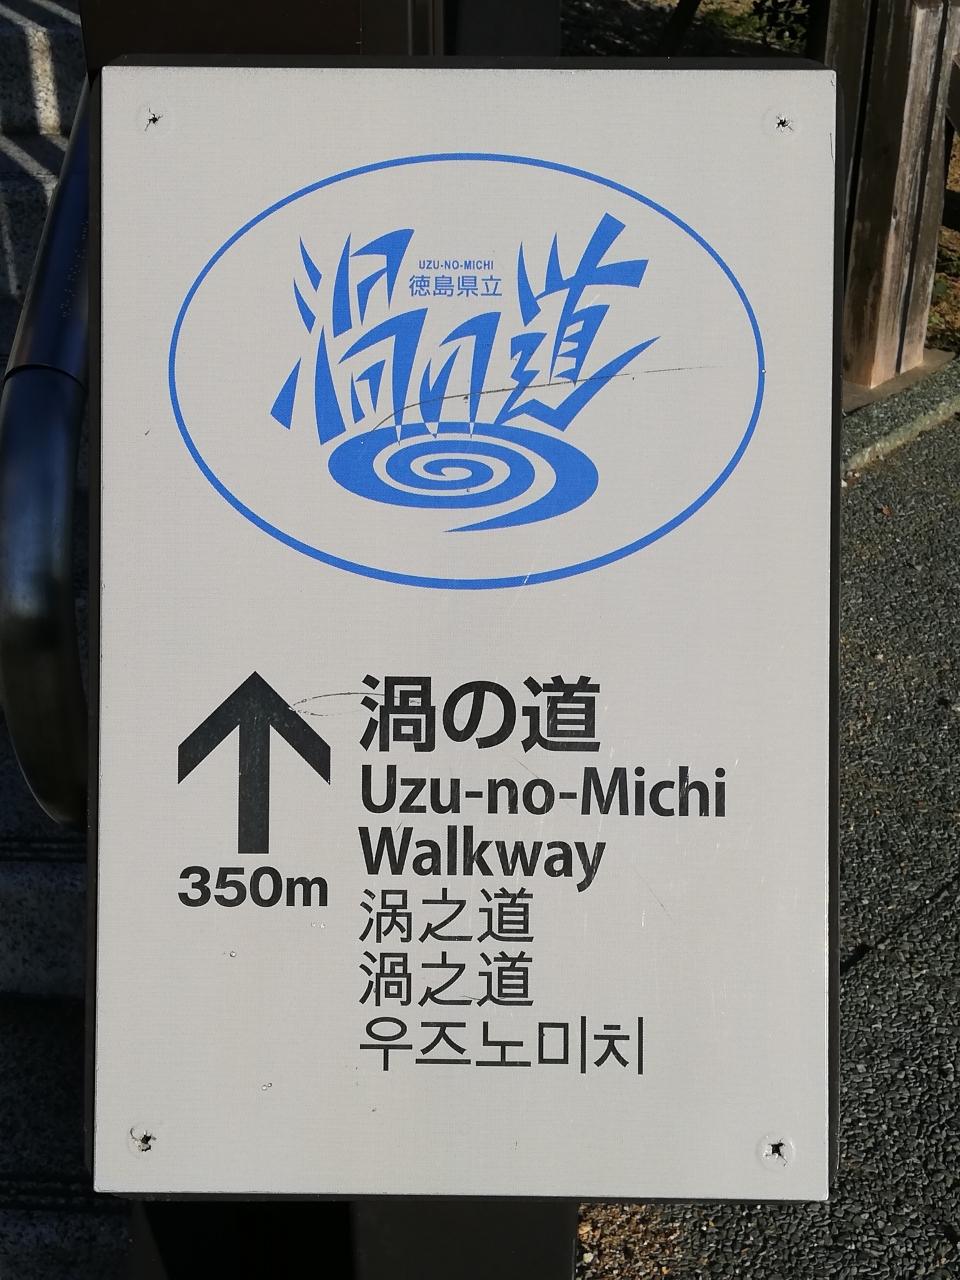 UZU-NO-MICHI
徳島県立
渦の道
渦の道
Uzu-no-Michi
Walkway
涡之道
渦之道
우즈노미치
350m